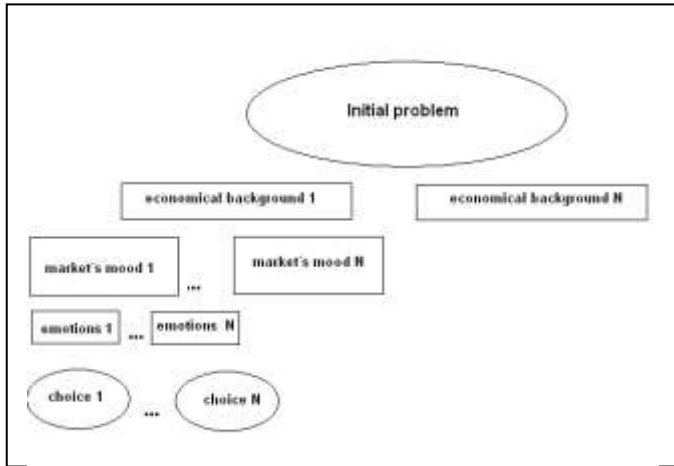 Initial problem
economical background 1 economical background N
market's mood 1 ... market's mood N
emotions 1 ... emotions N
choice 1 ... choice N